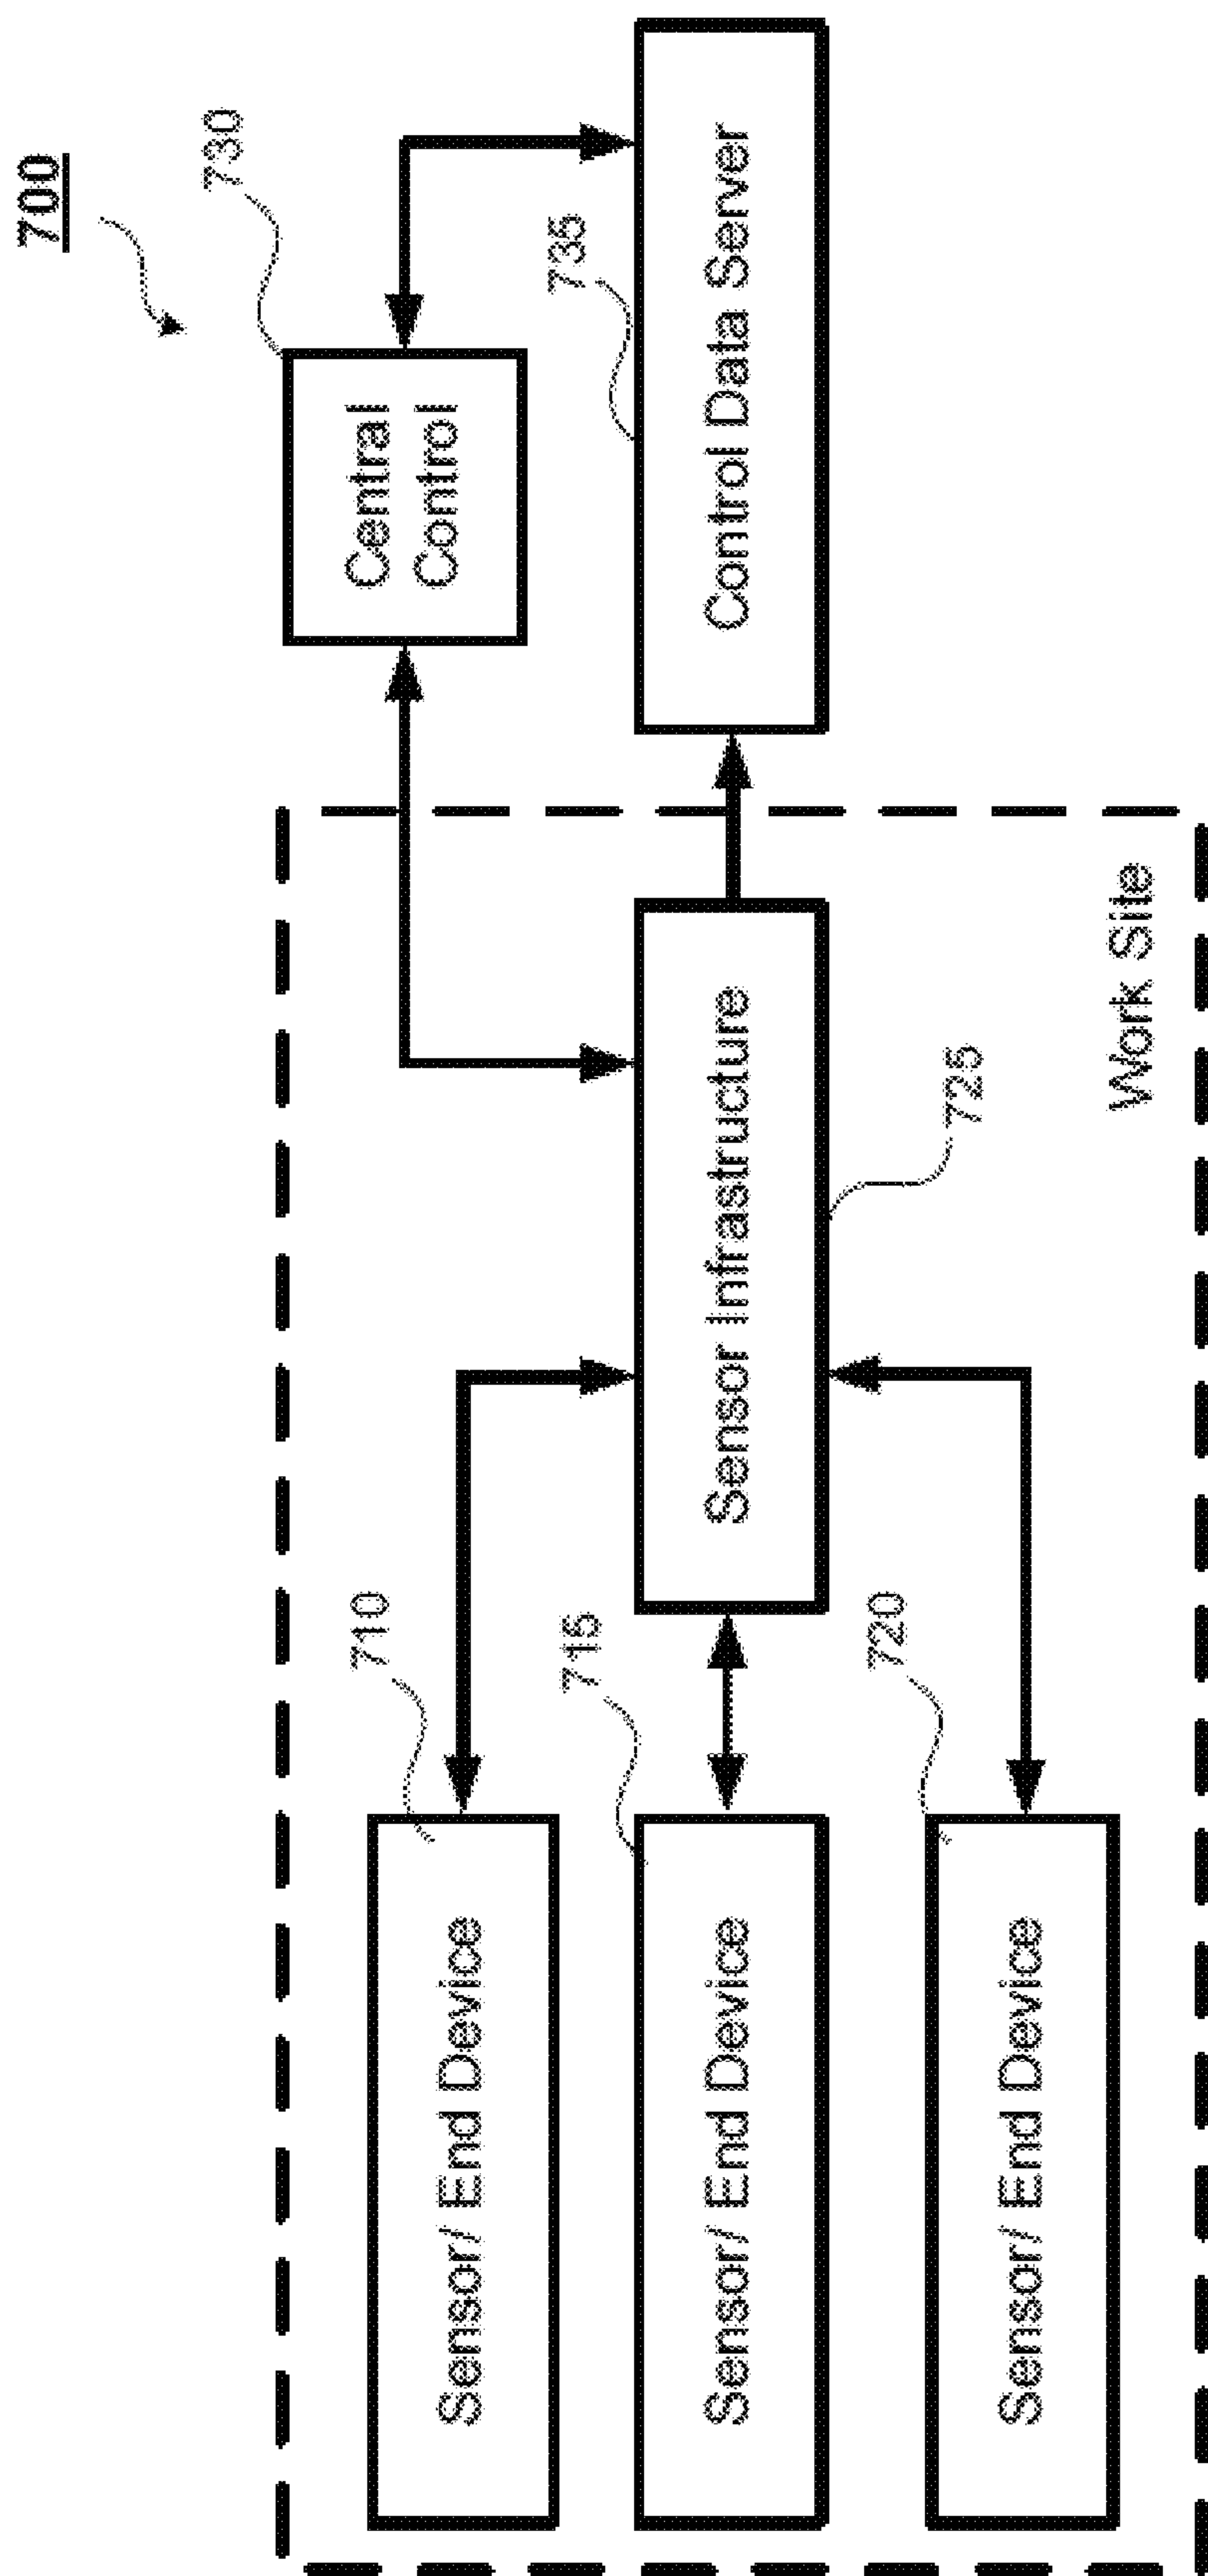 700
730
Central
Control
735
Control Data Server
710
Sensor/ End Device
715
Sensor/ End Device
Sensor Infrastructure
725
720
Sensor/ End Device
Work Site